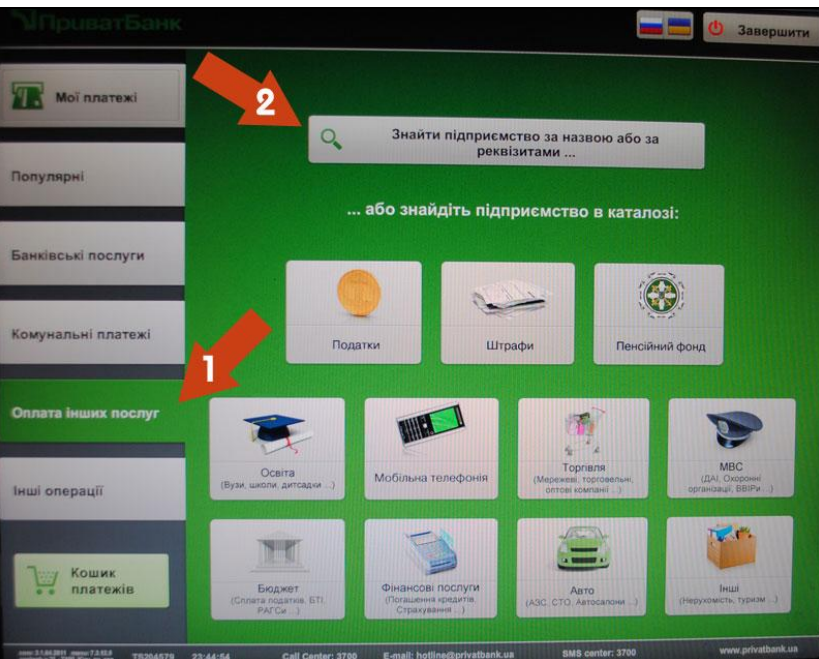 ПриватБанк
Завершити
Мої платежі
2
Знайти підприємство за назвою або за
реквізитами ...
Популярні
... або знайдіть підприємство в каталозі:
Банківські послуги
Комунальні платежі
Податки
Штрафи
Пенсійний фонд
1
Оплата інших послуг
Освіта
(Вузи, школи, дитсадки ...)
Мобільна телефонія
Торгівля
(Мережеві, торговельні,
оптові компанії ...)
МВС
(ДАІ, Охоронні
організації, ВВІРи ...)
Інші операції
Кошик
платежів
Бюджет
(Сплата податків, БТІ,
РАГСи ...)
Фінансові послуги
(Погашення кредитів,
Страхування ...)
Авто
(АЗС, СТО, Автосалони ...)
Інші
(Нерухомість, туризм ...)
TS204579
23:44:54
Call Center: 3700
E-mail: hotline@privatbank.ua
SMS center: 3700
www.privatbank.ua